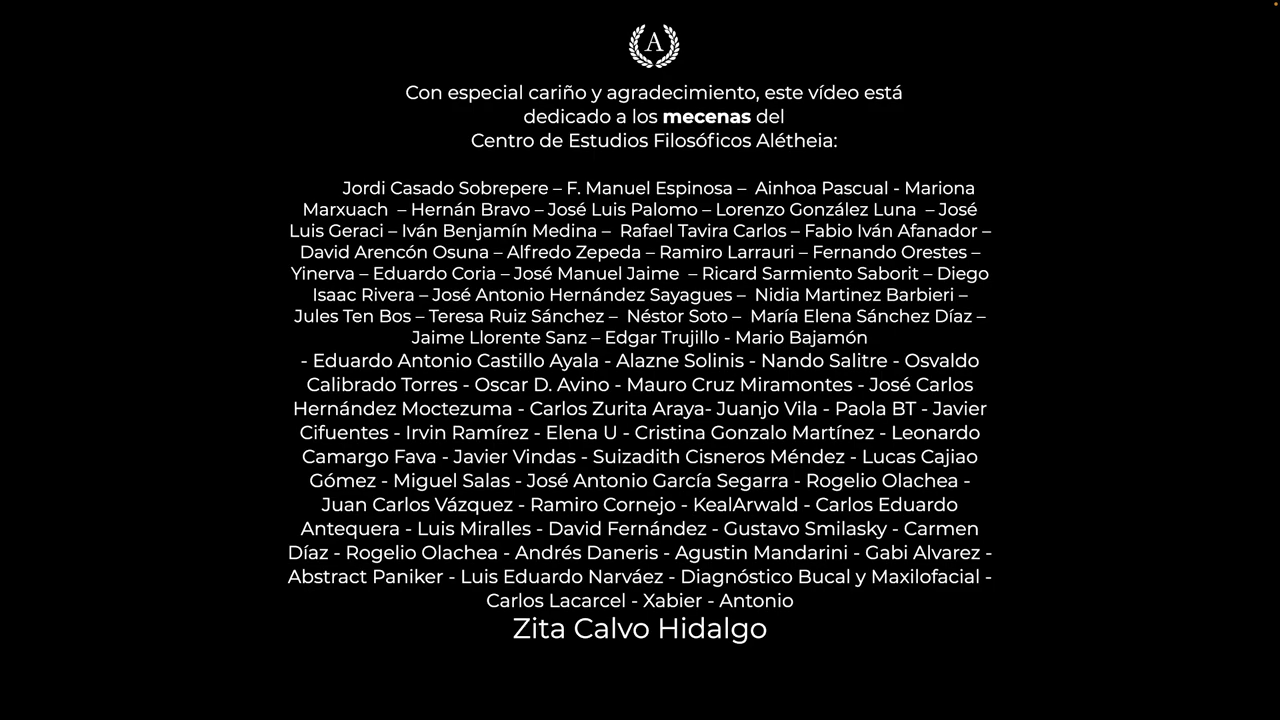 A
Con especial cariño y agradecimiento, este vídeo está
dedicado a los mecenas del
Centro de Estudios Filosóficos Alétheia:
Jordi Casado Sobrepere – F. Manuel Espinosa – Ainhoa Pascual - Mariona
Marxuach – Hernán Bravo – José Luis Palomo – Lorenzo González Luna – José
Luis Geraci – Iván Benjamín Medina – Rafael Tavira Carlos – Fabio Iván Afanador –
David Arencón Osuna – Alfredo Zepeda – Ramiro Larrauri – Fernando Orestes –
Yinerva – Eduardo Coria – José Manuel Jaime – Ricard Sarmiento Saborit – Diego
Isaac Rivera – José Antonio Hernández Sayagues – Nidia Martinez Barbieri –
Jules Ten Bos – Teresa Ruiz Sánchez – Néstor Soto – María Elena Sánchez Díaz –
Jaime Llorente Sanz – Edgar Trujillo - Mario Bajamón
- Eduardo Antonio Castillo Ayala - Alazne Solinis - Nando Salitre - Osvaldo
Calibrado Torres - Oscar D. Avino - Mauro Cruz Miramontes - José Carlos
Hernández Moctezuma - Carlos Zurita Araya- Juanjo Vila - Paola BT - Javier
Cifuentes - Irvin Ramírez - Elena U - Cristina Gonzalo Martínez - Leonardo
Camargo Fava - Javier Vindas - Suizadith Cisneros Méndez - Lucas Cajiao
Gómez - Miguel Salas - José Antonio García Segarra - Rogelio Olachea -
Juan Carlos Vázquez - Ramiro Cornejo - KealArwald - Carlos Eduardo
Antequera - Luis Miralles - David Fernández - Gustavo Smilasky - Carmen
Díaz - Rogelio Olachea - Andrés Daneris - Agustin Mandarini - Gabi Alvarez -
Abstract Paniker - Luis Eduardo Narváez - Diagnóstico Bucal y Maxilofacial -
Carlos Lacarcel - Xabier - Antonio
Zita Calvo Hidalgo